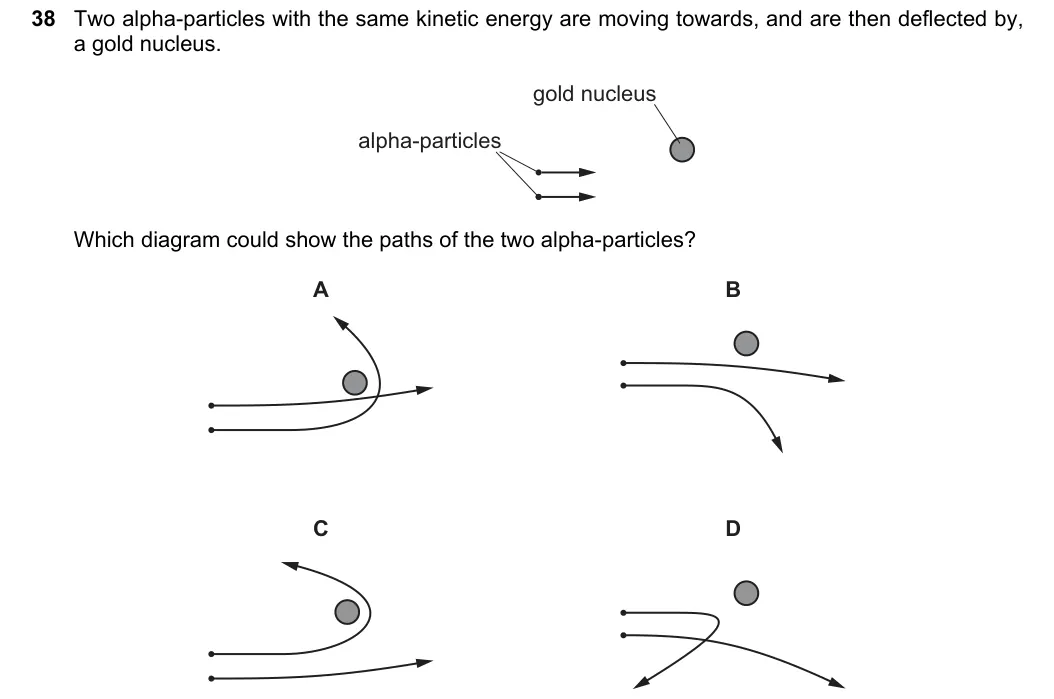 38 Two alpha-particles with the same kinetic energy are moving towards, and are then deflected by,
a gold nucleus.
gold nucleus
alpha-particles
Which diagram could show the paths of the two alpha-particles?
A
B
C
D